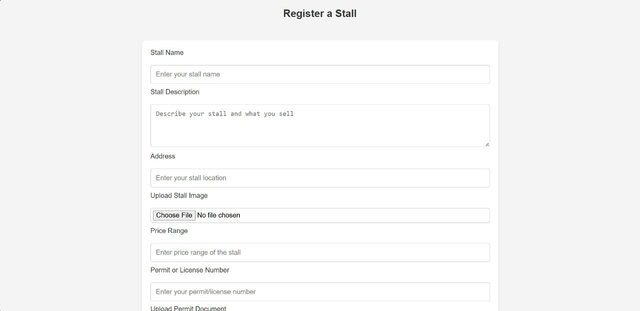 Register a Stall
Stall Name
Enter your stall name
Stall Description
Describe your stall and what you sell
Address
Enter your stall location
Upload Stall Image
Choose File No file chosen
Price Range
Enter price range of the stall
Permit or License Number
Enter your permit/license number
Upload Permit Document